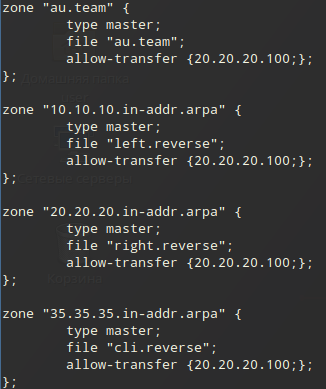 zone "au.team" {
        type master;
        file "au.team";
        allow-transfer {20.20.20.100;};
};
zone "10.10.10.in-addr.arpa" {
        type master;
        file "left.reverse";
        allow-transfer {20.20.20.100;};
};
zone "20.20.20.in-addr.arpa" {
        type master;
        file "right.reverse";
        allow-transfer {20.20.20.100;};
};
zone "35.35.35.in-addr.arpa" {
        type master;
        file "cli.reverse";
        allow-transfer {20.20.20.100;};
};